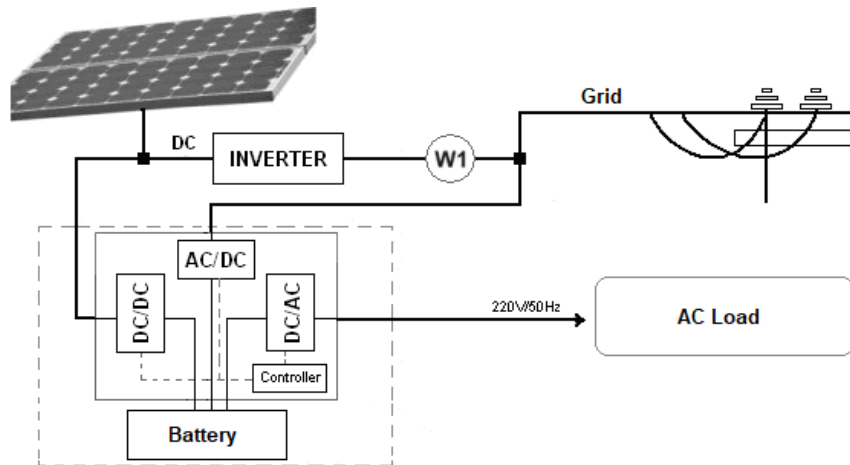 Grid
DC
INVERTER
W1
AC/DC
DC/DC
DC/AC
220V/50Hz
AC Load
Controller
Battery